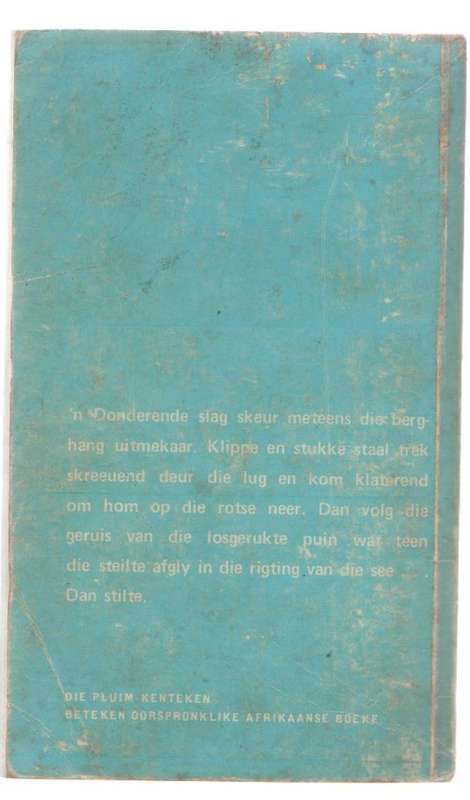 'n Donderende slag skeur meteens die berg-
hang uitmekaar. Klippe en stukke staal trek
skreeuend deur die lug en kom klaterend
om hom op die rotse neer. Dan volg die
geruis van die losgerukte puin wat teen
die steilte afgly in die rigting van die see ...
Dan stilte.
DIE PLUIM-KENTEKEN
BETEKEN OORSPRONKLIKE AFRIKAANSE BOEKE